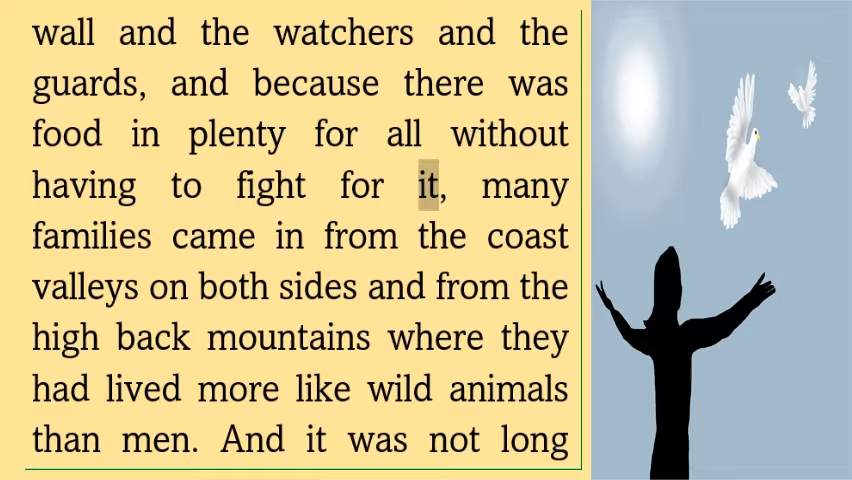 wall and the watchers and the
guards, and because there was
food in plenty for all without
having to fight for it, many
families came in from the coast
valleys on both sides and from the
high back mountains where they
had lived more like wild animals
than men. And it was not long